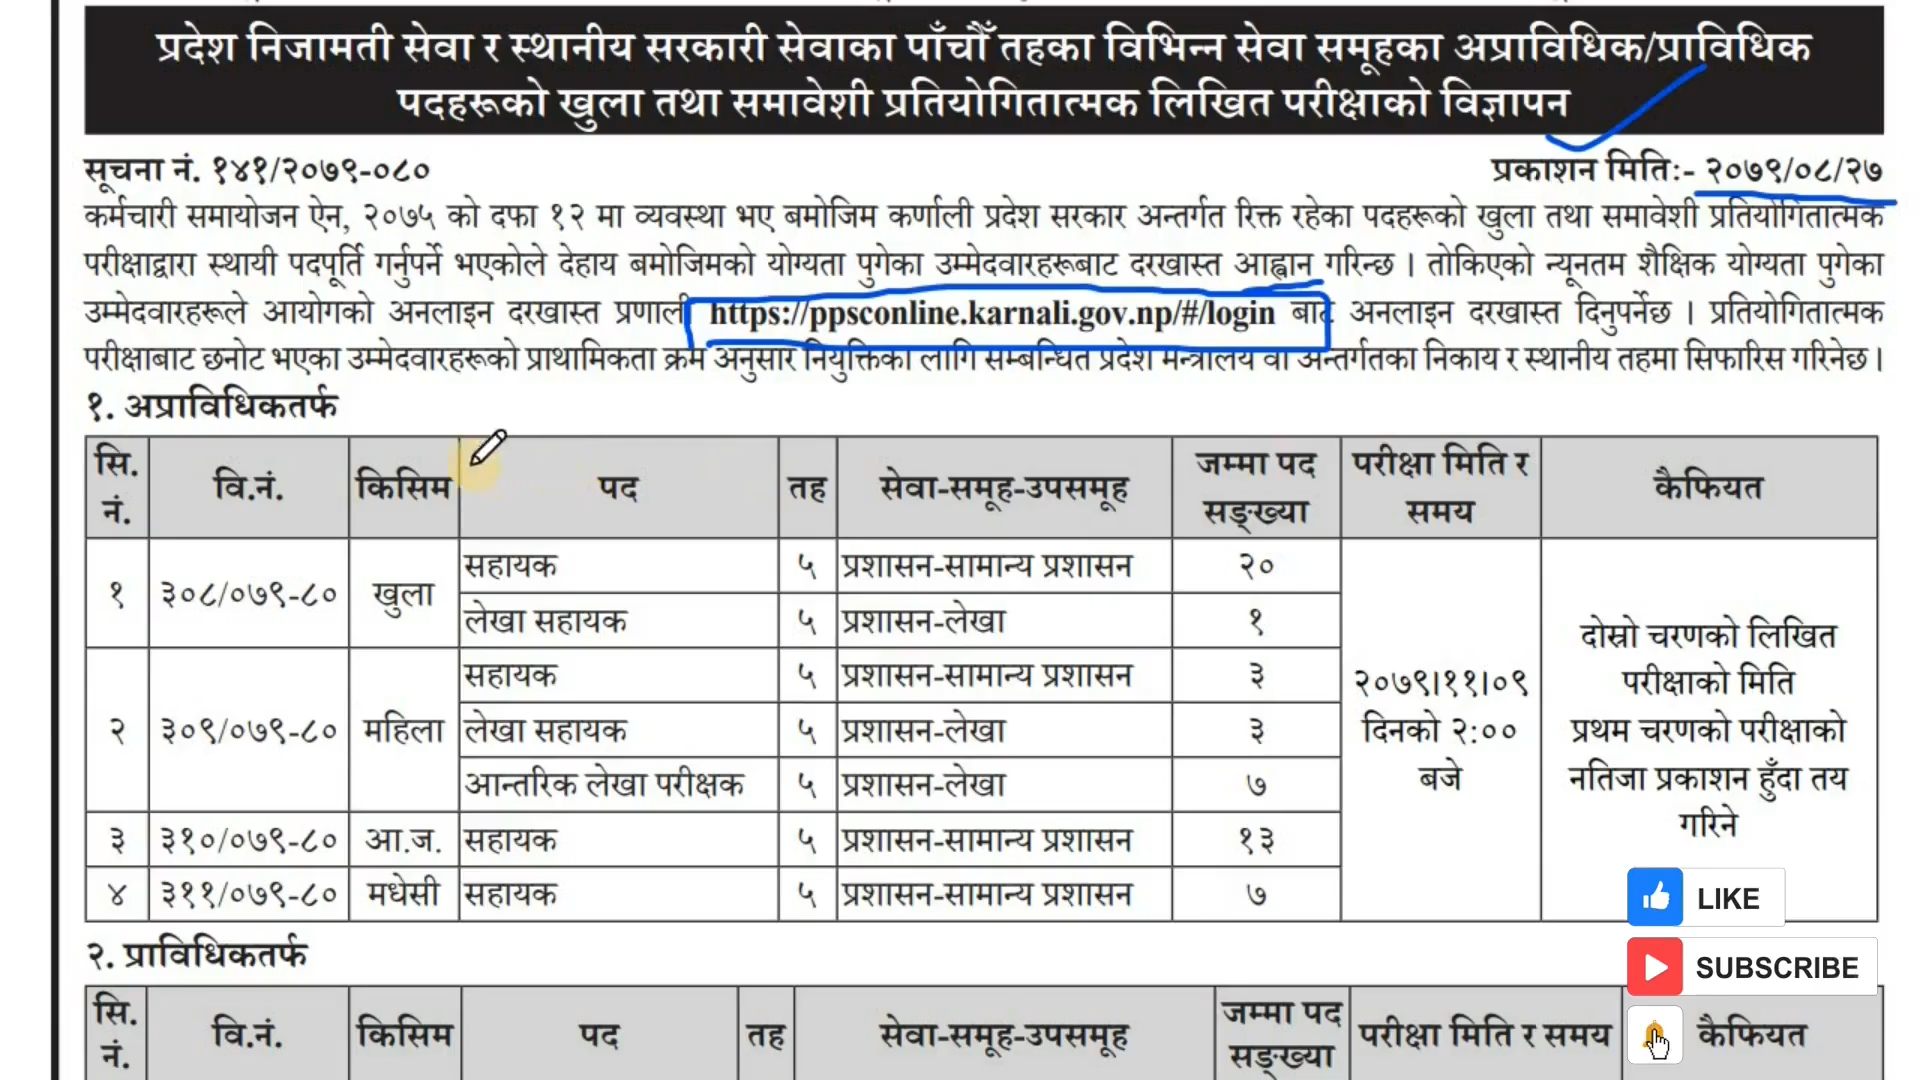 प्रदेश निजामती सेवा र स्थानीय सरकारी सेवाका पाँचौँ तहका विभिन्न सेवा समूहका अप्राविधिक/प्राविधिक
पदहरूको खुला तथा समावेशी प्रतियोगितात्मक लिखित परीक्षाको विज्ञापन
सूचना नं. १४१/२०७९-०८०
प्रकाशन मितिः- २०७९/०८/२७
कर्मचारी समायोजन ऐन, २०७५ को दफा १२ मा व्यवस्था भए बमोजिम कर्णाली प्रदेश सरकार अन्तर्गत रिक्त रहेका पदहरूको खुला तथा समावेशी प्रतियोगितात्मक
परीक्षाद्वारा स्थायी पदपूर्ति गर्नुपर्ने भएकोले देहाय बमोजिमको योग्यता पुगेका उम्मेदवारहरूबाट दरखास्त आह्वान गरिन्छ । तोकिएको न्यूनतम शैक्षिक योग्यता पुगेका
उम्मेदवारहरूले आयोगको अनलाइन दरखास्त प्रणाली https://ppsconline.karnali.gov.np/#/login बाट अनलाइन दरखास्त दिनुपर्नेछ । प्रतियोगितात्मक
परीक्षाबाट छनोट भएका उम्मेदवारहरूको प्राथामिकता क्रम अनुसार नियुक्तिका लागि सम्बन्धित प्रदेश मन्त्रालय वा अन्तर्गतका निकाय र स्थानीय तहमा सिफारिस गरिनेछ ।
१. अप्राविधिकतर्फ
सि. नं. वि.नं. किसिम पद तह सेवा-समूह-उपसमूह जम्मा पद सङ्ख्या परीक्षा मिति र समय कैफियत
१ ३०८/०७९-८० खुला सहायक ५ प्रशासन-सामान्य प्रशासन २०
लेखा सहायक ५ प्रशासन-लेखा १
२ ३०९/०७९-८० महिला सहायक ५ प्रशासन-सामान्य प्रशासन ३
लेखा सहायक ५ प्रशासन-लेखा ३
आन्तरिक लेखा परीक्षक ५ प्रशासन-लेखा ७
३ ३१०/०७९-८० आ.ज. सहायक ५ प्रशासन-सामान्य प्रशासन १३
४ ३११/०७९-८० मधेसी सहायक ५ प्रशासन-सामान्य प्रशासन ७
२०७९।११।०९
दिनको २:००
बजे
दोस्रो चरणको लिखित
परीक्षाको मिति
प्रथम चरणको परीक्षाको
नतिजा प्रकाशन हुँदा तय
गरिने
LIKE
SUBSCRIBE
२. प्राविधिकतर्फ
सि. नं. वि.नं. किसिम पद तह सेवा-समूह-उपसमूह जम्मा पद सङ्ख्या परीक्षा मिति र समय कैफियत